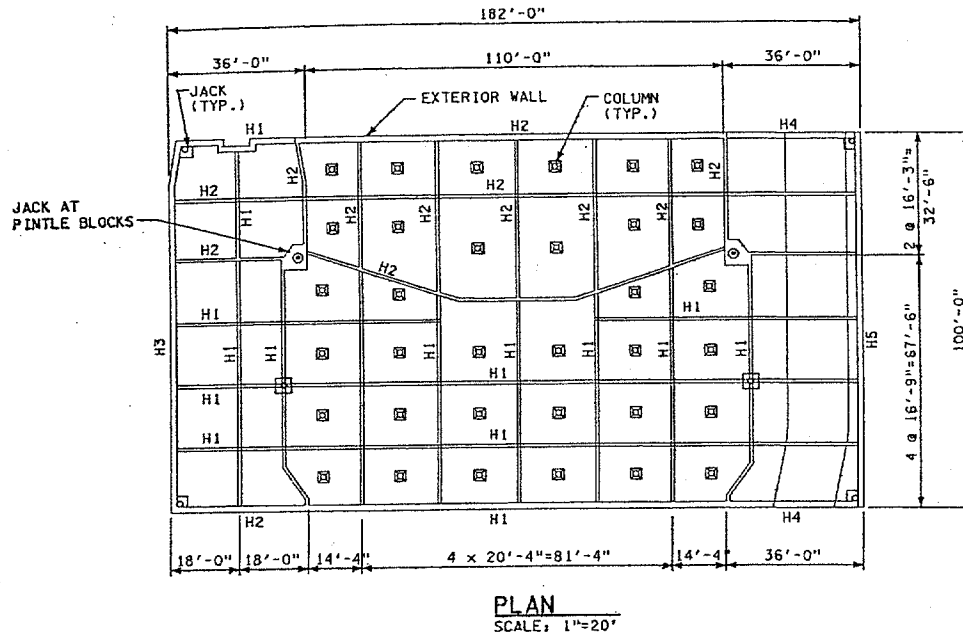 182'-0"
36'-0"
110'-0"
36'-0"
JACK
(TYP.)
EXTERIOR WALL
COLUMN
(TYP.)
H1
H2
H4
H2
H2
H2
H1
H2
H2
H2
H2
H2
H2
JACK AT
PINTLE BLOCKS
H2
H2
2 @ 16'-3"=
32'-6"
H1
H1
H3
H1
H1
H1
H1
H1
H1
H1
H5
4 @ 16'-9"=67'-6"
100'-0"
H1
H1
H1
H1
H2
H1
H4
18'-0"
18'-0"
14'-4"
4 x 20'-4"=81'-4"
14'-4"
36'-0"
PLAN
SCALE: 1"=20'